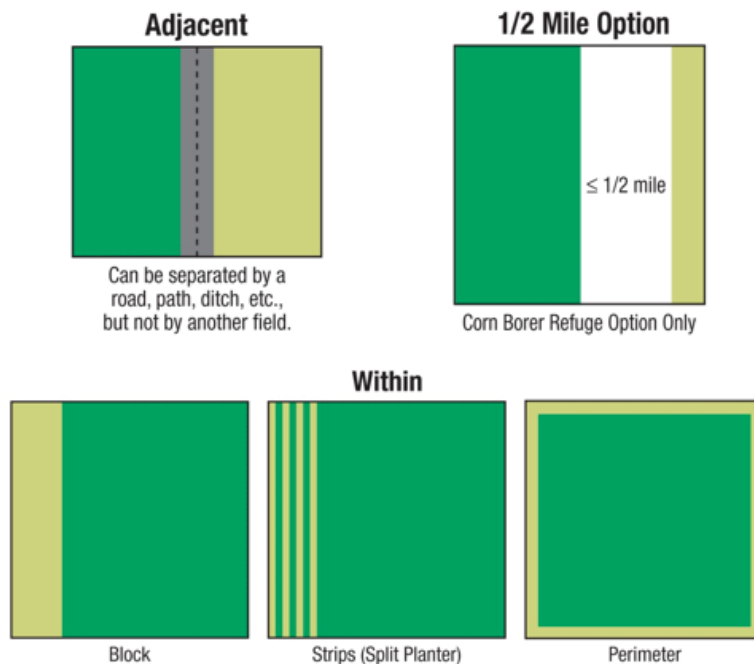 Adjacent
Can be separated by a
road, path, ditch, etc.,
but not by another field.
1/2 Mile Option
≤ 1/2 mile
Corn Borer Refuge Option Only
Within
Block
Strips (Split Planter)
Perimeter